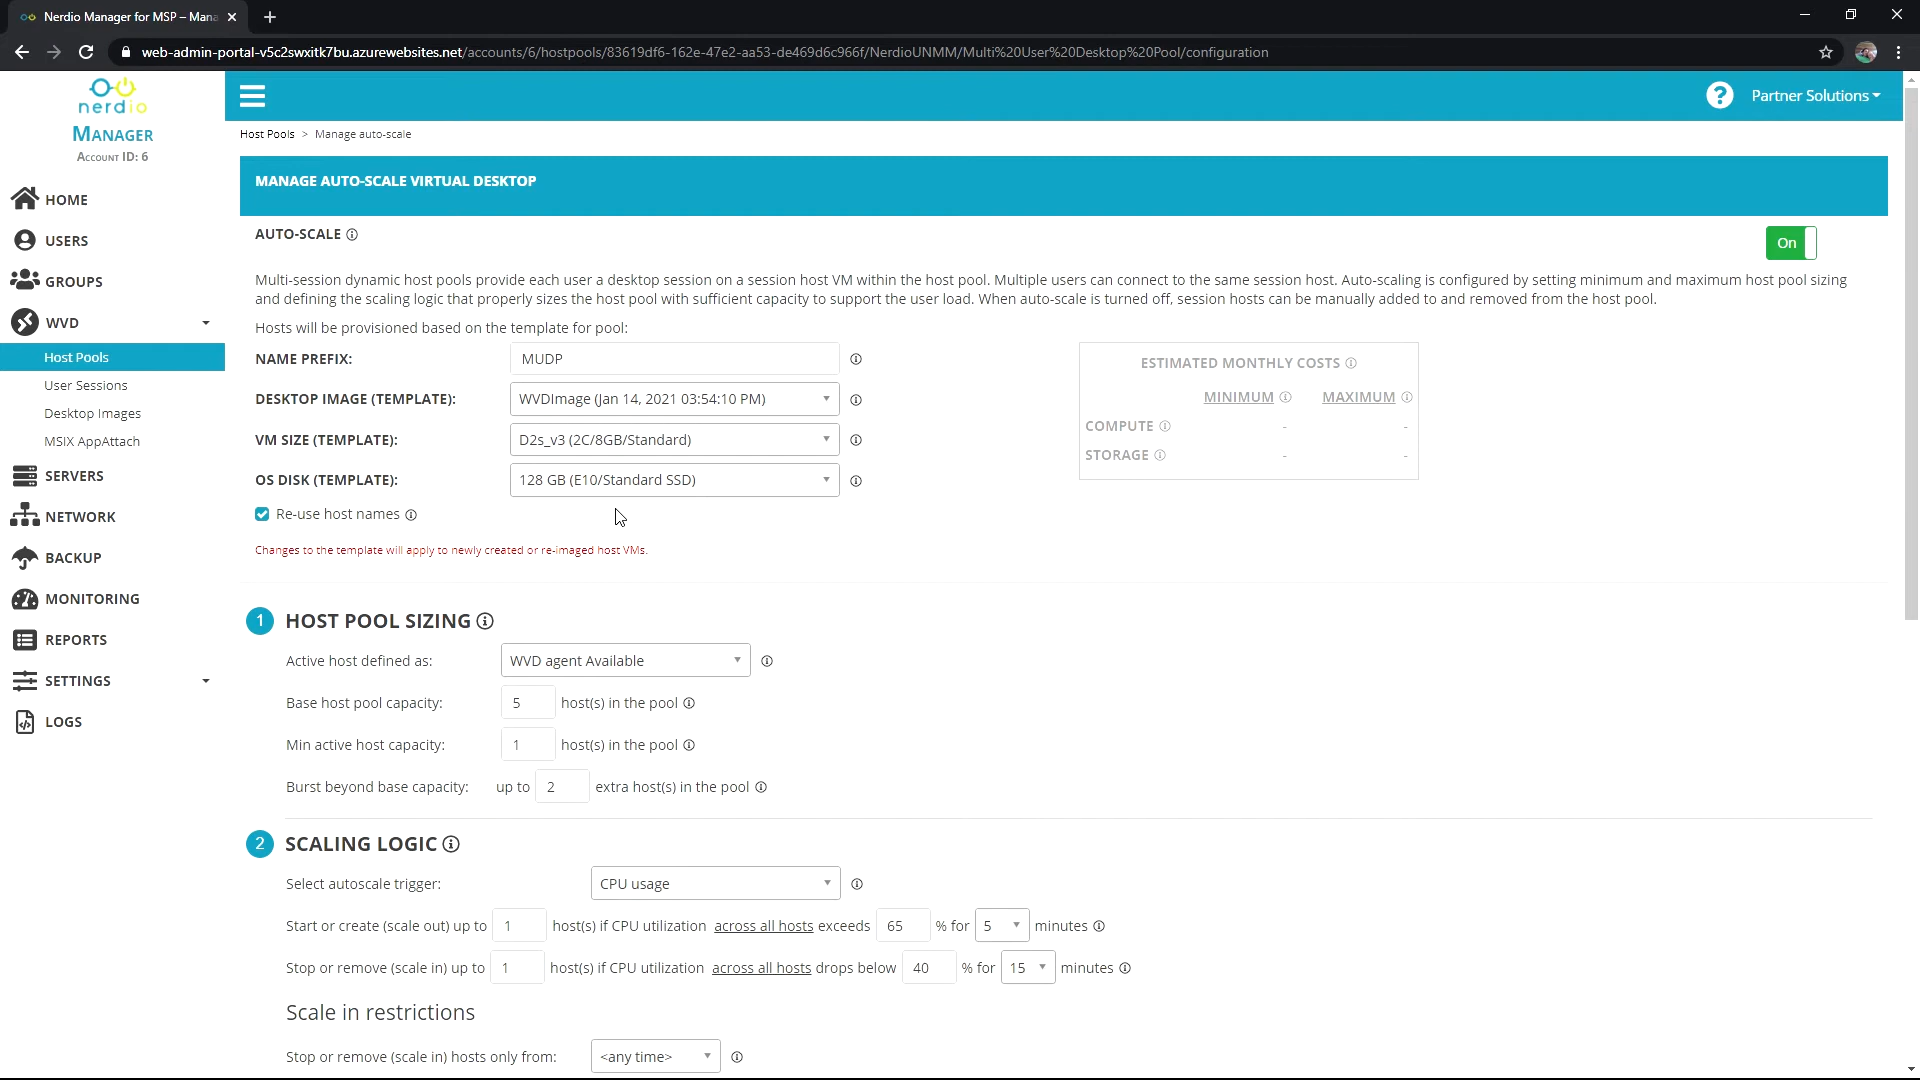 Nerdio Manager for MSP – Mana
web-admin-portal-v5c2swxitk7bu.azurewebsites.net/accounts/6/hostpools/83619df6-162e-47e2-aa53-de469d6c966f/NerdioUNMM/Multi%20User%20Desktop%20Pool/configuration
nerdio
MANAGER
ACCOUNT ID: 6
HOME
USERS
GROUPS
WVD
Host Pools
User Sessions
Desktop Images
MSIX AppAttach
SERVERS
NETWORK
BACKUP
MONITORING
REPORTS
SETTINGS
LOGS
? Partner Solutions
Host Pools > Manage auto-scale
MANAGE AUTO-SCALE VIRTUAL DESKTOP
AUTO-SCALE
On
Multi-session dynamic host pools provide each user a desktop session on a session host VM within the host pool. Multiple users can connect to the same session host. Auto-scaling is configured by setting minimum and maximum host pool sizing
and defining the scaling logic that properly sizes the host pool with sufficient capacity to support the user load. When auto-scale is turned off, session hosts can be manually added to and removed from the host pool.
Hosts will be provisioned based on the template for pool:
NAME PREFIX: MUDP
DESKTOP IMAGE (TEMPLATE): WVDImage (Jan 14, 2021 03:54:10 PM)
VM SIZE (TEMPLATE): D2s_v3 (2C/8GB/Standard)
OS DISK (TEMPLATE): 128 GB (E10/Standard SSD)
Re-use host names
Changes to the template will apply to newly created or re-imaged host VMs.
ESTIMATED MONTHLY COSTS
MINIMUM MAXIMUM
COMPUTE - -
STORAGE - -
1 HOST POOL SIZING
Active host defined as: WVD agent Available
Base host pool capacity: 5 host(s) in the pool
Min active host capacity: 1 host(s) in the pool
Burst beyond base capacity: up to 2 extra host(s) in the pool
2 SCALING LOGIC
Select autoscale trigger: CPU usage
Start or create (scale out) up to 1 host(s) if CPU utilization across all hosts exceeds 65 % for 5 minutes
Stop or remove (scale in) up to 1 host(s) if CPU utilization across all hosts drops below 40 % for 15 minutes
Scale in restrictions
Stop or remove (scale in) hosts only from: <any time>